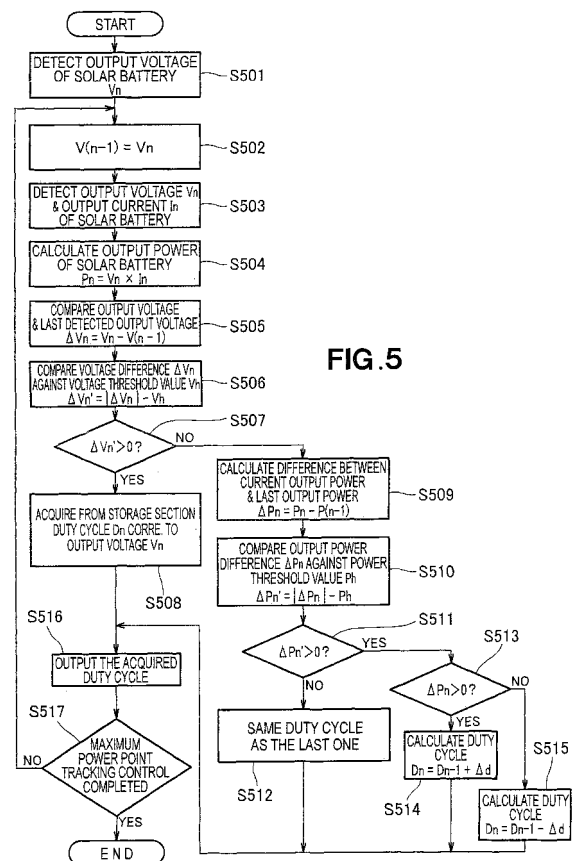 START
DETECT OUTPUT VOLTAGE
OF SOLAR BATTERY
Vn
S501
V(n-1) = Vn
S502
DETECT OUTPUT VOLTAGE Vn
& OUTPUT CURRENT In
OF SOLAR BATTERY
S503
CALCULATE OUTPUT POWER
OF SOLAR BATTERY
Pn = Vn × In
S504
COMPARE OUTPUT VOLTAGE
& LAST DETECTED OUTPUT VOLTAGE
ΔVn = Vn - V(n-1)
S505
COMPARE VOLTAGE DIFFERENCE ΔVn
AGAINST VOLTAGE THRESHOLD VALUE Vh
ΔVn' = |ΔVn| - Vh
S506
FIG.5
S507
ΔVn'>0?
NO
YES
ACQUIRE FROM STORAGE SECTION
DUTY CYCLE Dn CORRE. TO
OUTPUT VOLTAGE Vn
S508
CALCULATE DIFFERENCE BETWEEN
CURRENT OUTPUT POWER
& LAST OUTPUT POWER
ΔPn = Pn - P(n-1)
S509
COMPARE OUTPUT POWER
DIFFERENCE ΔPn AGAINST POWER
THRESHOLD VALUE Ph
ΔPn' = |ΔPn| - Ph
S510
S511
ΔPn'>0?
YES
NO
S513
ΔPn>0?
NO
YES
SAME DUTY CYCLE
AS THE LAST ONE
S512
CALCULATE DUTY
CYCLE
Dn = Dn-1 + Δd
S514
S515
CALCULATE DUTY
CYCLE
Dn = Dn-1 - Δd
S516
OUTPUT THE ACQUIRED
DUTY CYCLE
S517
MAXIMUM
POWER POINT
TRACKING CONTROL
COMPLETED
NO
YES
END